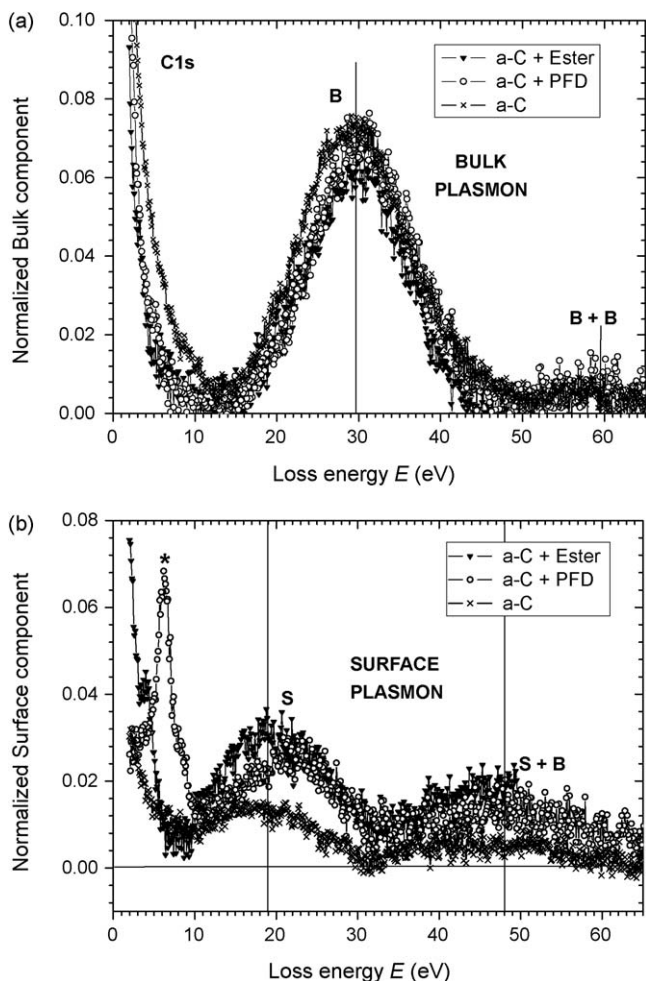 (a)
0.10
0.08
0.06
0.04
0.02
0.00
Normalized Bulk component
C1s
B
a-C + Ester
a-C + PFD
a-C
BULK
PLASMON
B + B
0 10 20 30 40 50 60
Loss energy E (eV)
(b)
0.08
0.06
0.04
0.02
0.00
Normalized Surface component
*
a-C + Ester
a-C + PFD
a-C
SURFACE
PLASMON
S
S + B
0 10 20 30 40 50 60
Loss energy E (eV)